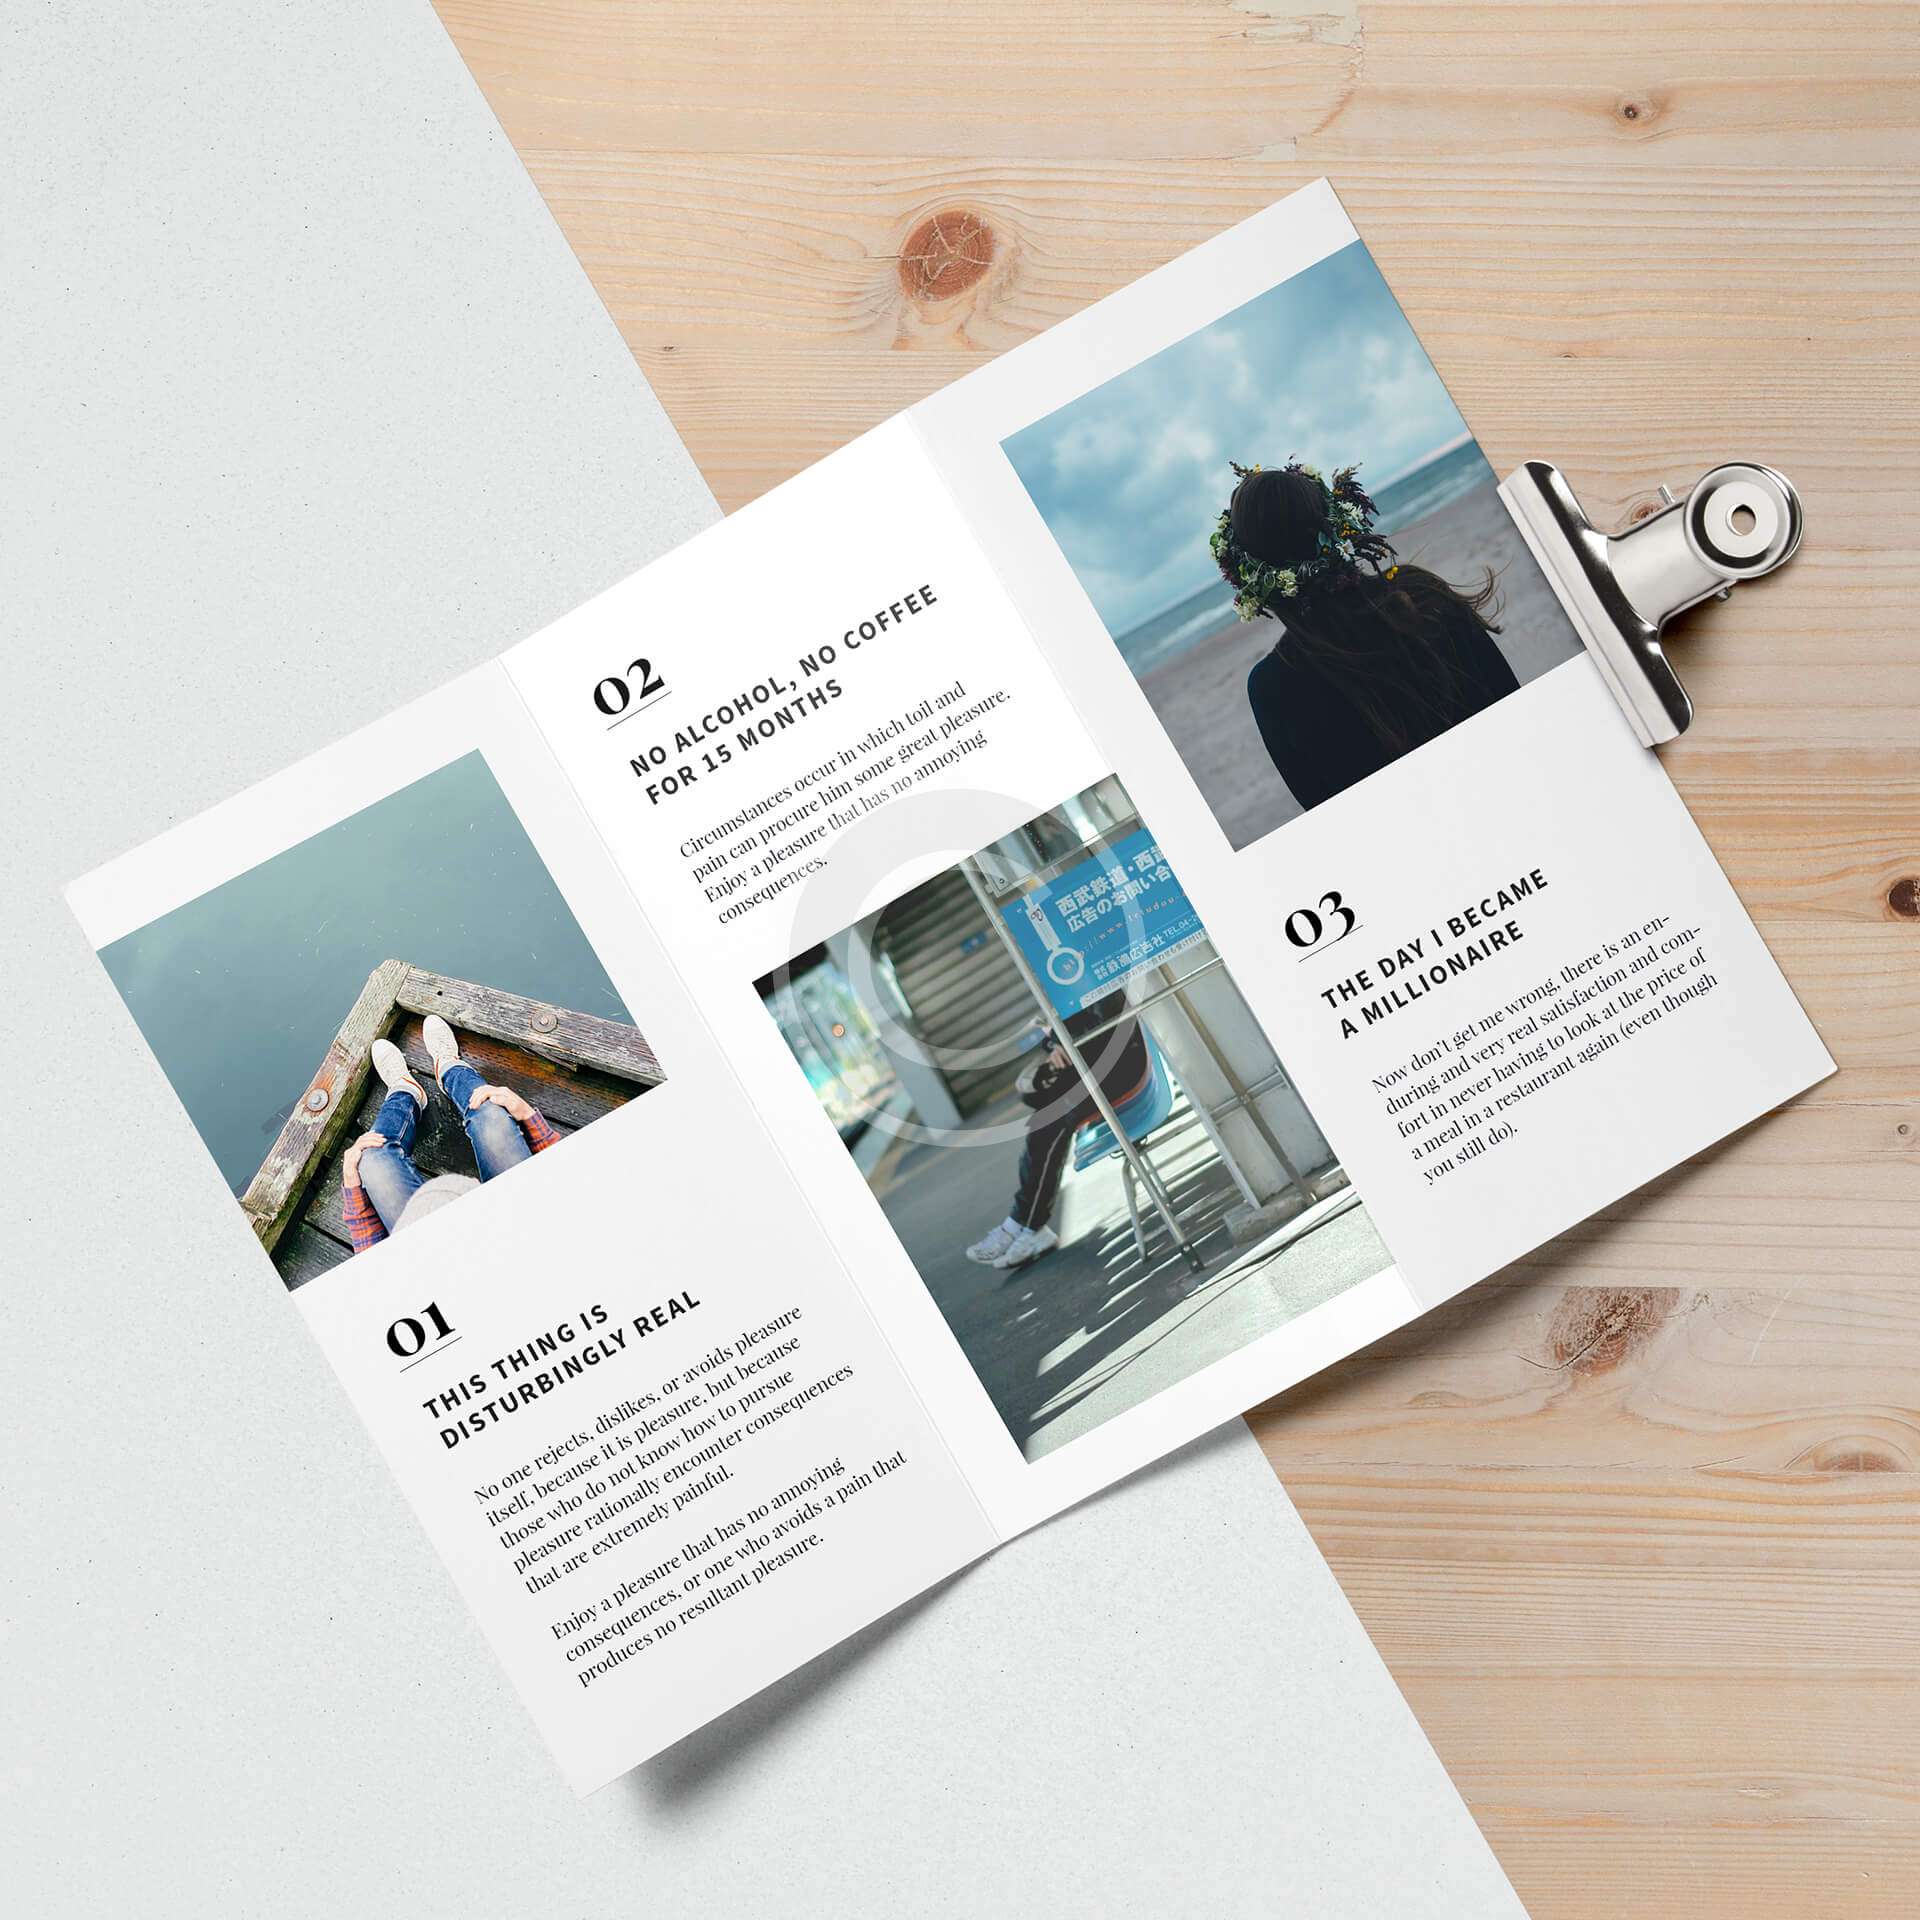 01
THIS THING IS
DISTURBINGLY REAL
No one rejects, dislikes, or avoids pleasure
itself, because it is pleasure, but because
those who do not know how to pursue
pleasure rationally encounter consequences
that are extremely painful.
Enjoy a pleasure that has no annoying
consequences, or one who avoids a pain that
produces no resultant pleasure.
02
NO ALCOHOL, NO COFFEE
FOR 15 MONTHS
Circumstances occur in which toil and
pain can procure him some great pleasure.
Enjoy a pleasure that has no annoying
consequences.
西武鉄道・西武
広告のお問い合
03
THE DAY I BECAME
A MILLIONAIRE
Now don't get me wrong, there is an en-
during and very real satisfaction and com-
fort in never having to look at the price of
a meal in a restaurant again (even though
you still do).